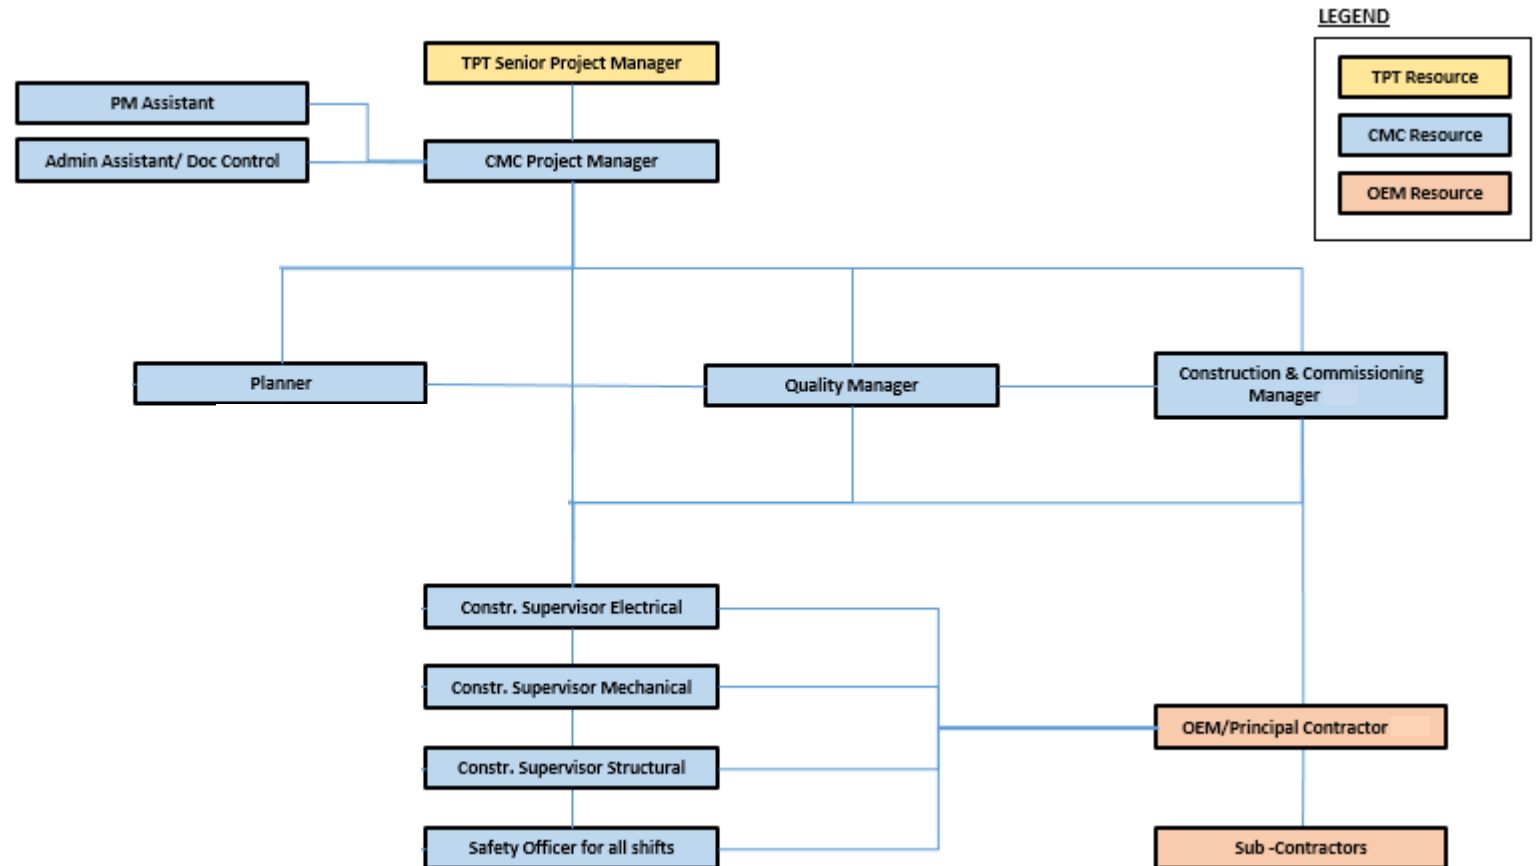 LEGEND
TPT Senior Project Manager
TPT Resource
PM Assistant
CMC Resource
Admin Assistant/ Doc Control
CMC Project Manager
OEM Resource
Planner
Quality Manager
Construction & Commissioning
Manager
Constr. Supervisor Electrical
Constr. Supervisor Mechanical
OEM/Principal Contractor
Constr. Supervisor Structural
Safety Officer for all shifts
Sub -Contractors